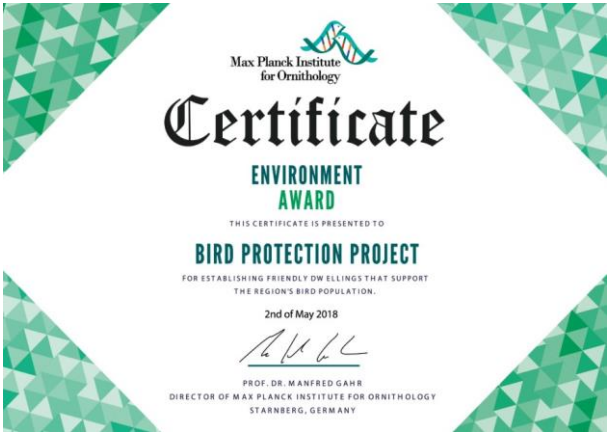 Max Planck Institute
for Ornithology
Certificate
ENVIRONMENT
AWARD
THIS CERTIFICATE IS PRESENTED TO
BIRD PROTECTION PROJECT
FOR ESTABLISHING FRIENDLY DW ELLINGS THAT SUPPORT
THE REGION'S BIRD POPULATION.
2nd of May 2018
PROF. DR. MANFRED GAHR
DIRECTOR OF MAX PLANCK INSTITUTE FOR ORNITHOLOGY
STARNBERG, GERMANY